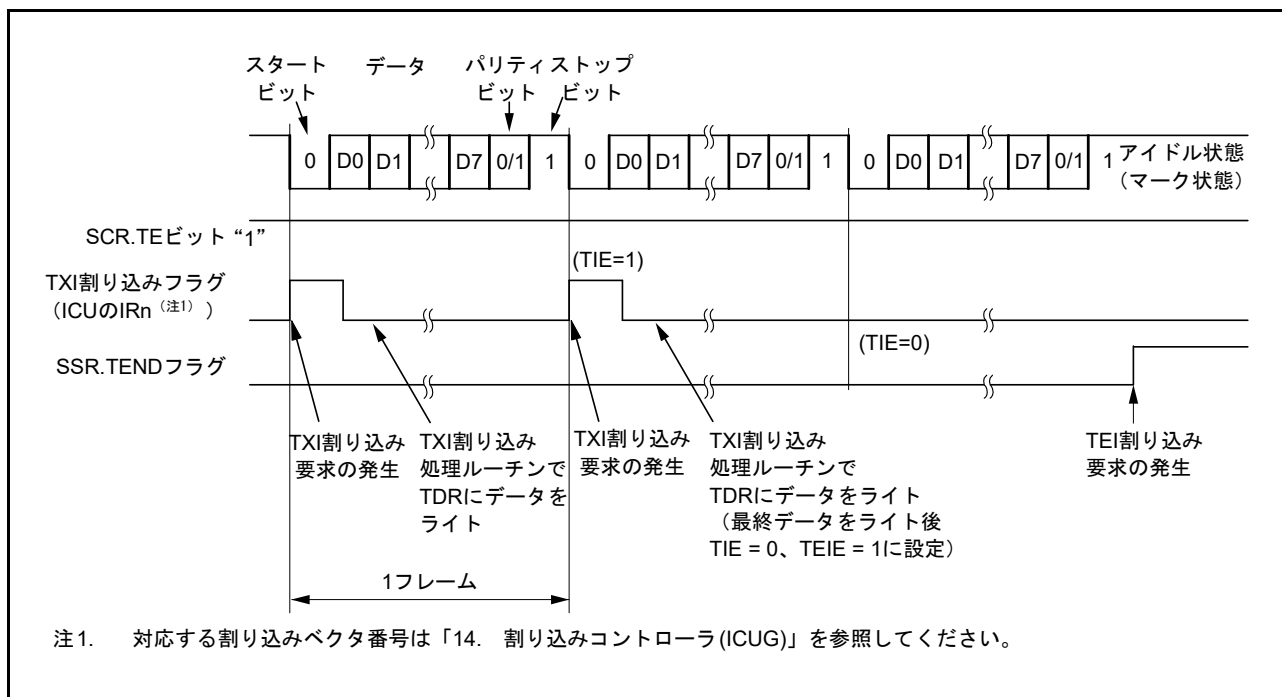 スタート
ビット
データ
パリティ
ビット
ストップ
ビット
0 D0 D1 D7 0/1 1 0 D0 D1 D7 0/1 1 0 D0 D1 D7 0/1 1 アイドル状態
（マーク状態）
SCR.TEビット “1”
TXI割り込みフラグ
（ICUのIRn（注1））
(TIE=1)
(TIE=0)
SSR.TENDフラグ
TXI割り込み
要求の発生
TXI割り込み
処理ルーチンで
TDRにデータを
ライト
TXI割り込み
要求の発生
TXI割り込み
処理ルーチンで
TDRにデータをライト
（最終データをライト後
TIE = 0、TEIE = 1に設定）
TEI割り込み
要求の発生
1フレーム
注1. 対応する割り込みベクタ番号は「14. 割り込みコントローラ(ICUG)」を参照してください。